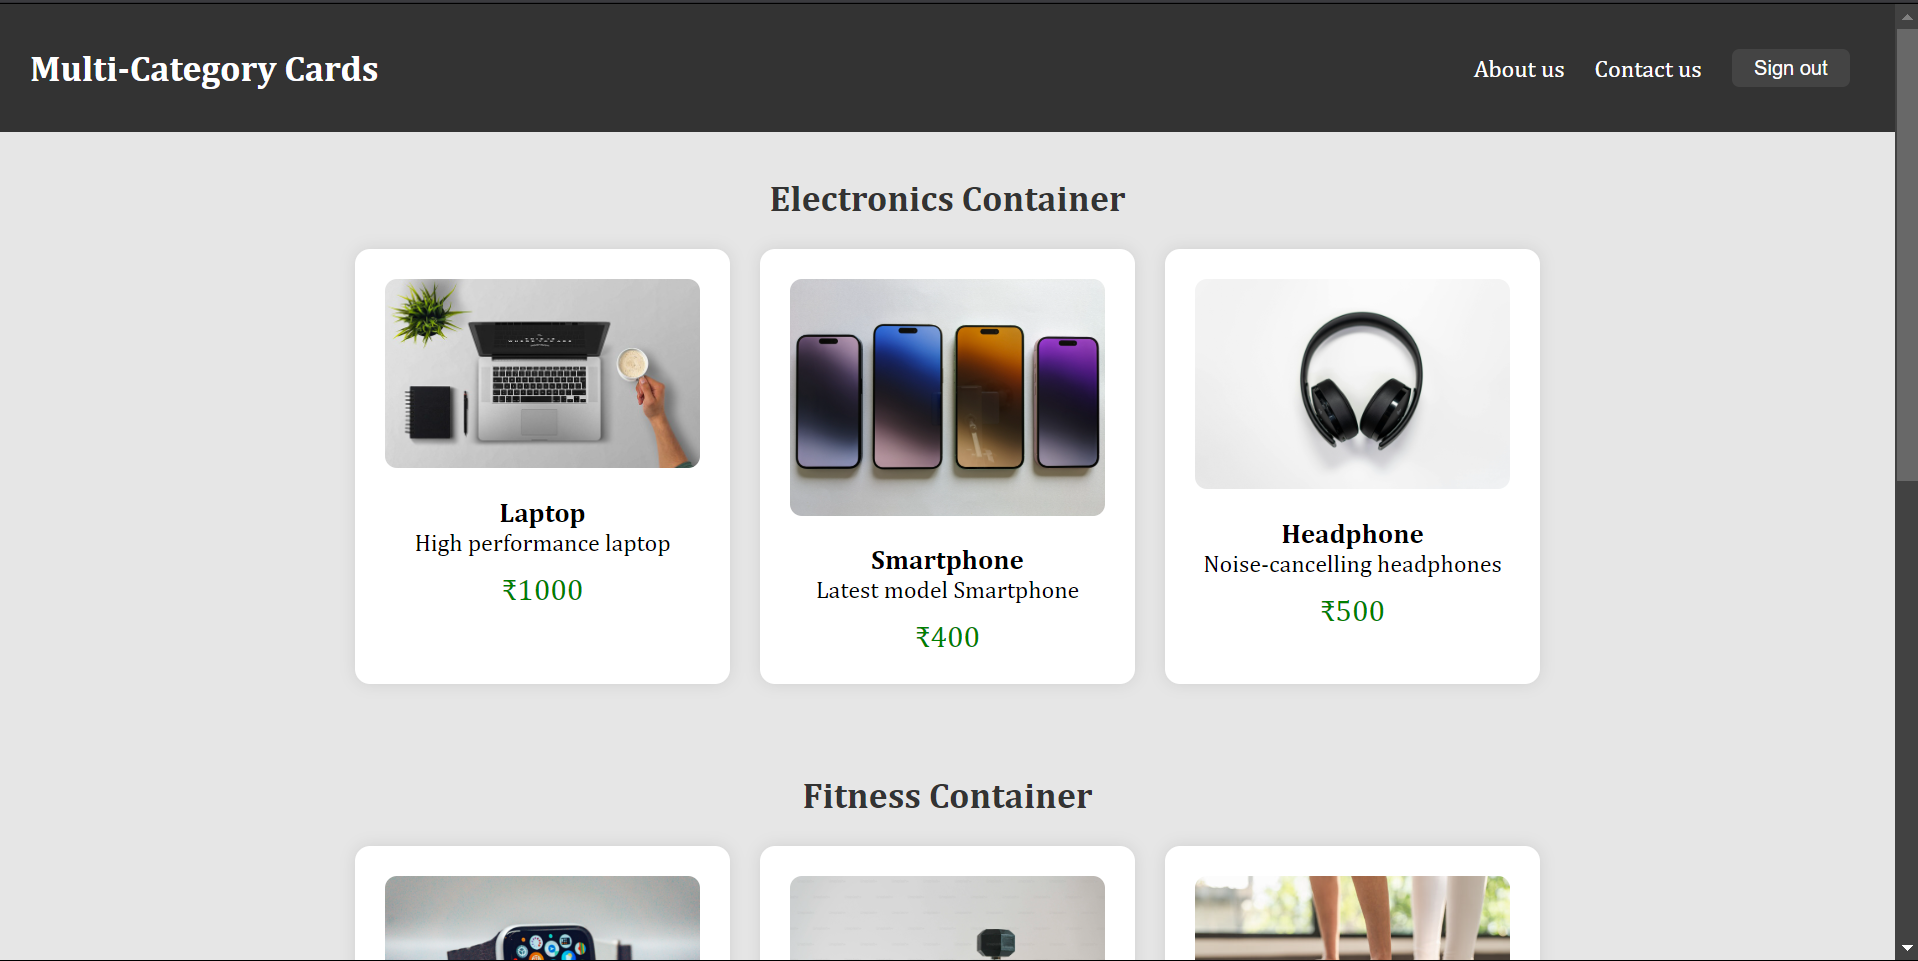 Multi-Category Cards
About us
Contact us
Sign out
Electronics Container
Laptop
High performance laptop
₹1000
Smartphone
Latest model Smartphone
₹400
Headphone
Noise-cancelling headphones
₹500
Fitness Container